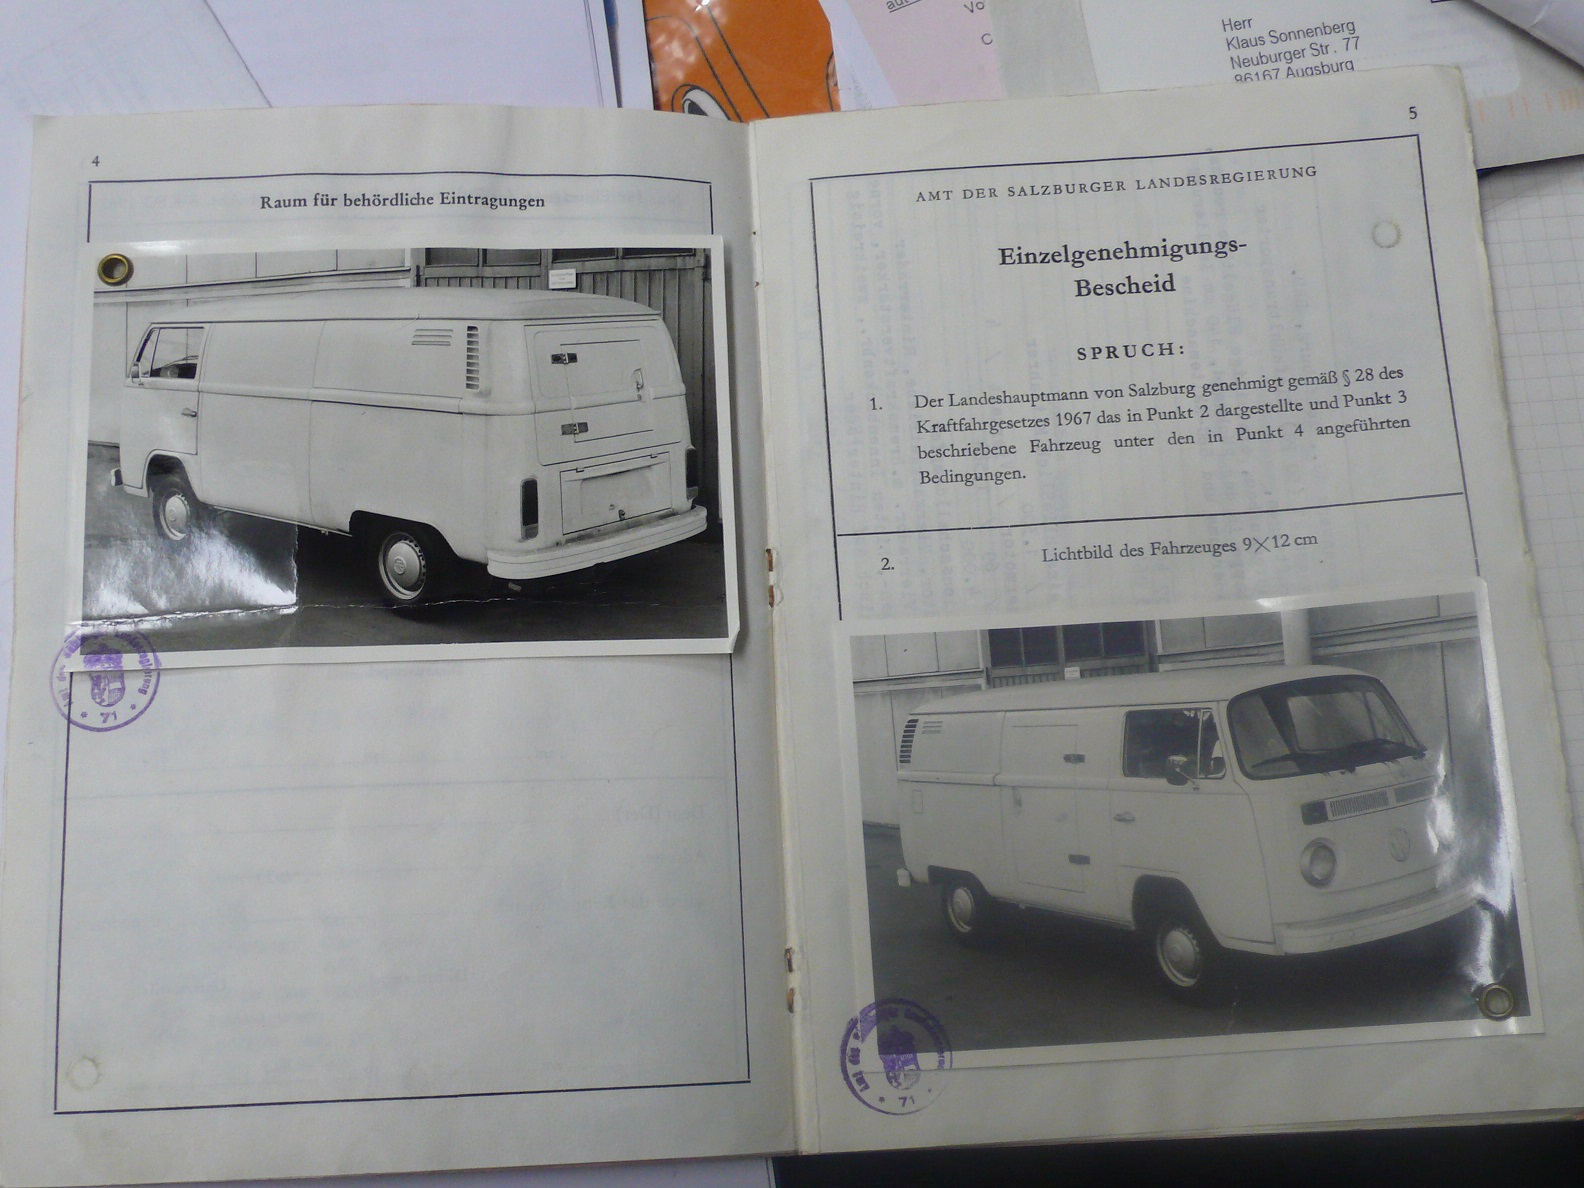 Vo
C
Herr
Klaus Sonnenberg
Neuburger Str. 77
86167 Augsburg
4
Raum für behördliche Eintragungen
71
5
AMT DER SALZBURGER LANDESREGIERUNG
Einzelgenehmigungs-
Bescheid
SPRUCH:
1. Der Landeshauptmann von Salzburg genehmigt gemäß § 28 des
Kraftfahrgesetzes 1967 das in Punkt 2 dargestellte und Punkt 3
beschriebene Fahrzeug unter den in Punkt 4 angeführten
Bedingungen.
2. Lichtbild des Fahrzeuges 9×12 cm
Amt der
71